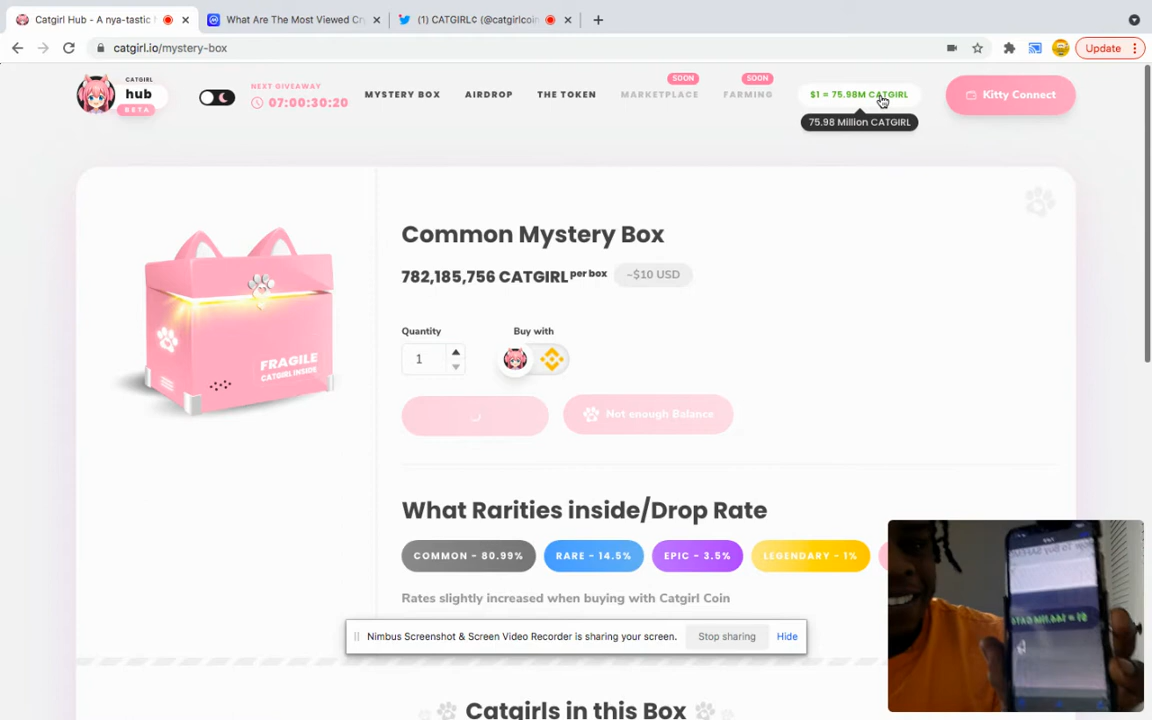 Catgirl Hub - A nya-tastic
What Are The Most Viewed Cr
(1) CATGIRL¢ (@catgirlcoin
catgirl.io/mystery-box
Update
CATGIRL
hub
BETA
NEXT GIVEAWAY
07:00:30:20
MYSTERY BOX
AIRDROP
THE TOKEN
SOON
MARKETPLACE
SOON
FARMING
$1 = 75.98M CATGIRL
75.98 Million CATGIRL
Kitty Connect
FRAGILE
CATGIRL INSIDE
Common Mystery Box
782,185,756 CATGIRL per box ~$10 USD
Quantity Buy with
1
Not enough Balance
What Rarities inside/Drop Rate
COMMON - 80.99% RARE - 14.5% EPIC - 3.5% LEGENDARY - 1%
Rates slightly increased when buying with Catgirl Coin
Nimbus Screenshot & Screen Video Recorder is sharing your screen. Stop sharing Hide
Catgirls in this Box